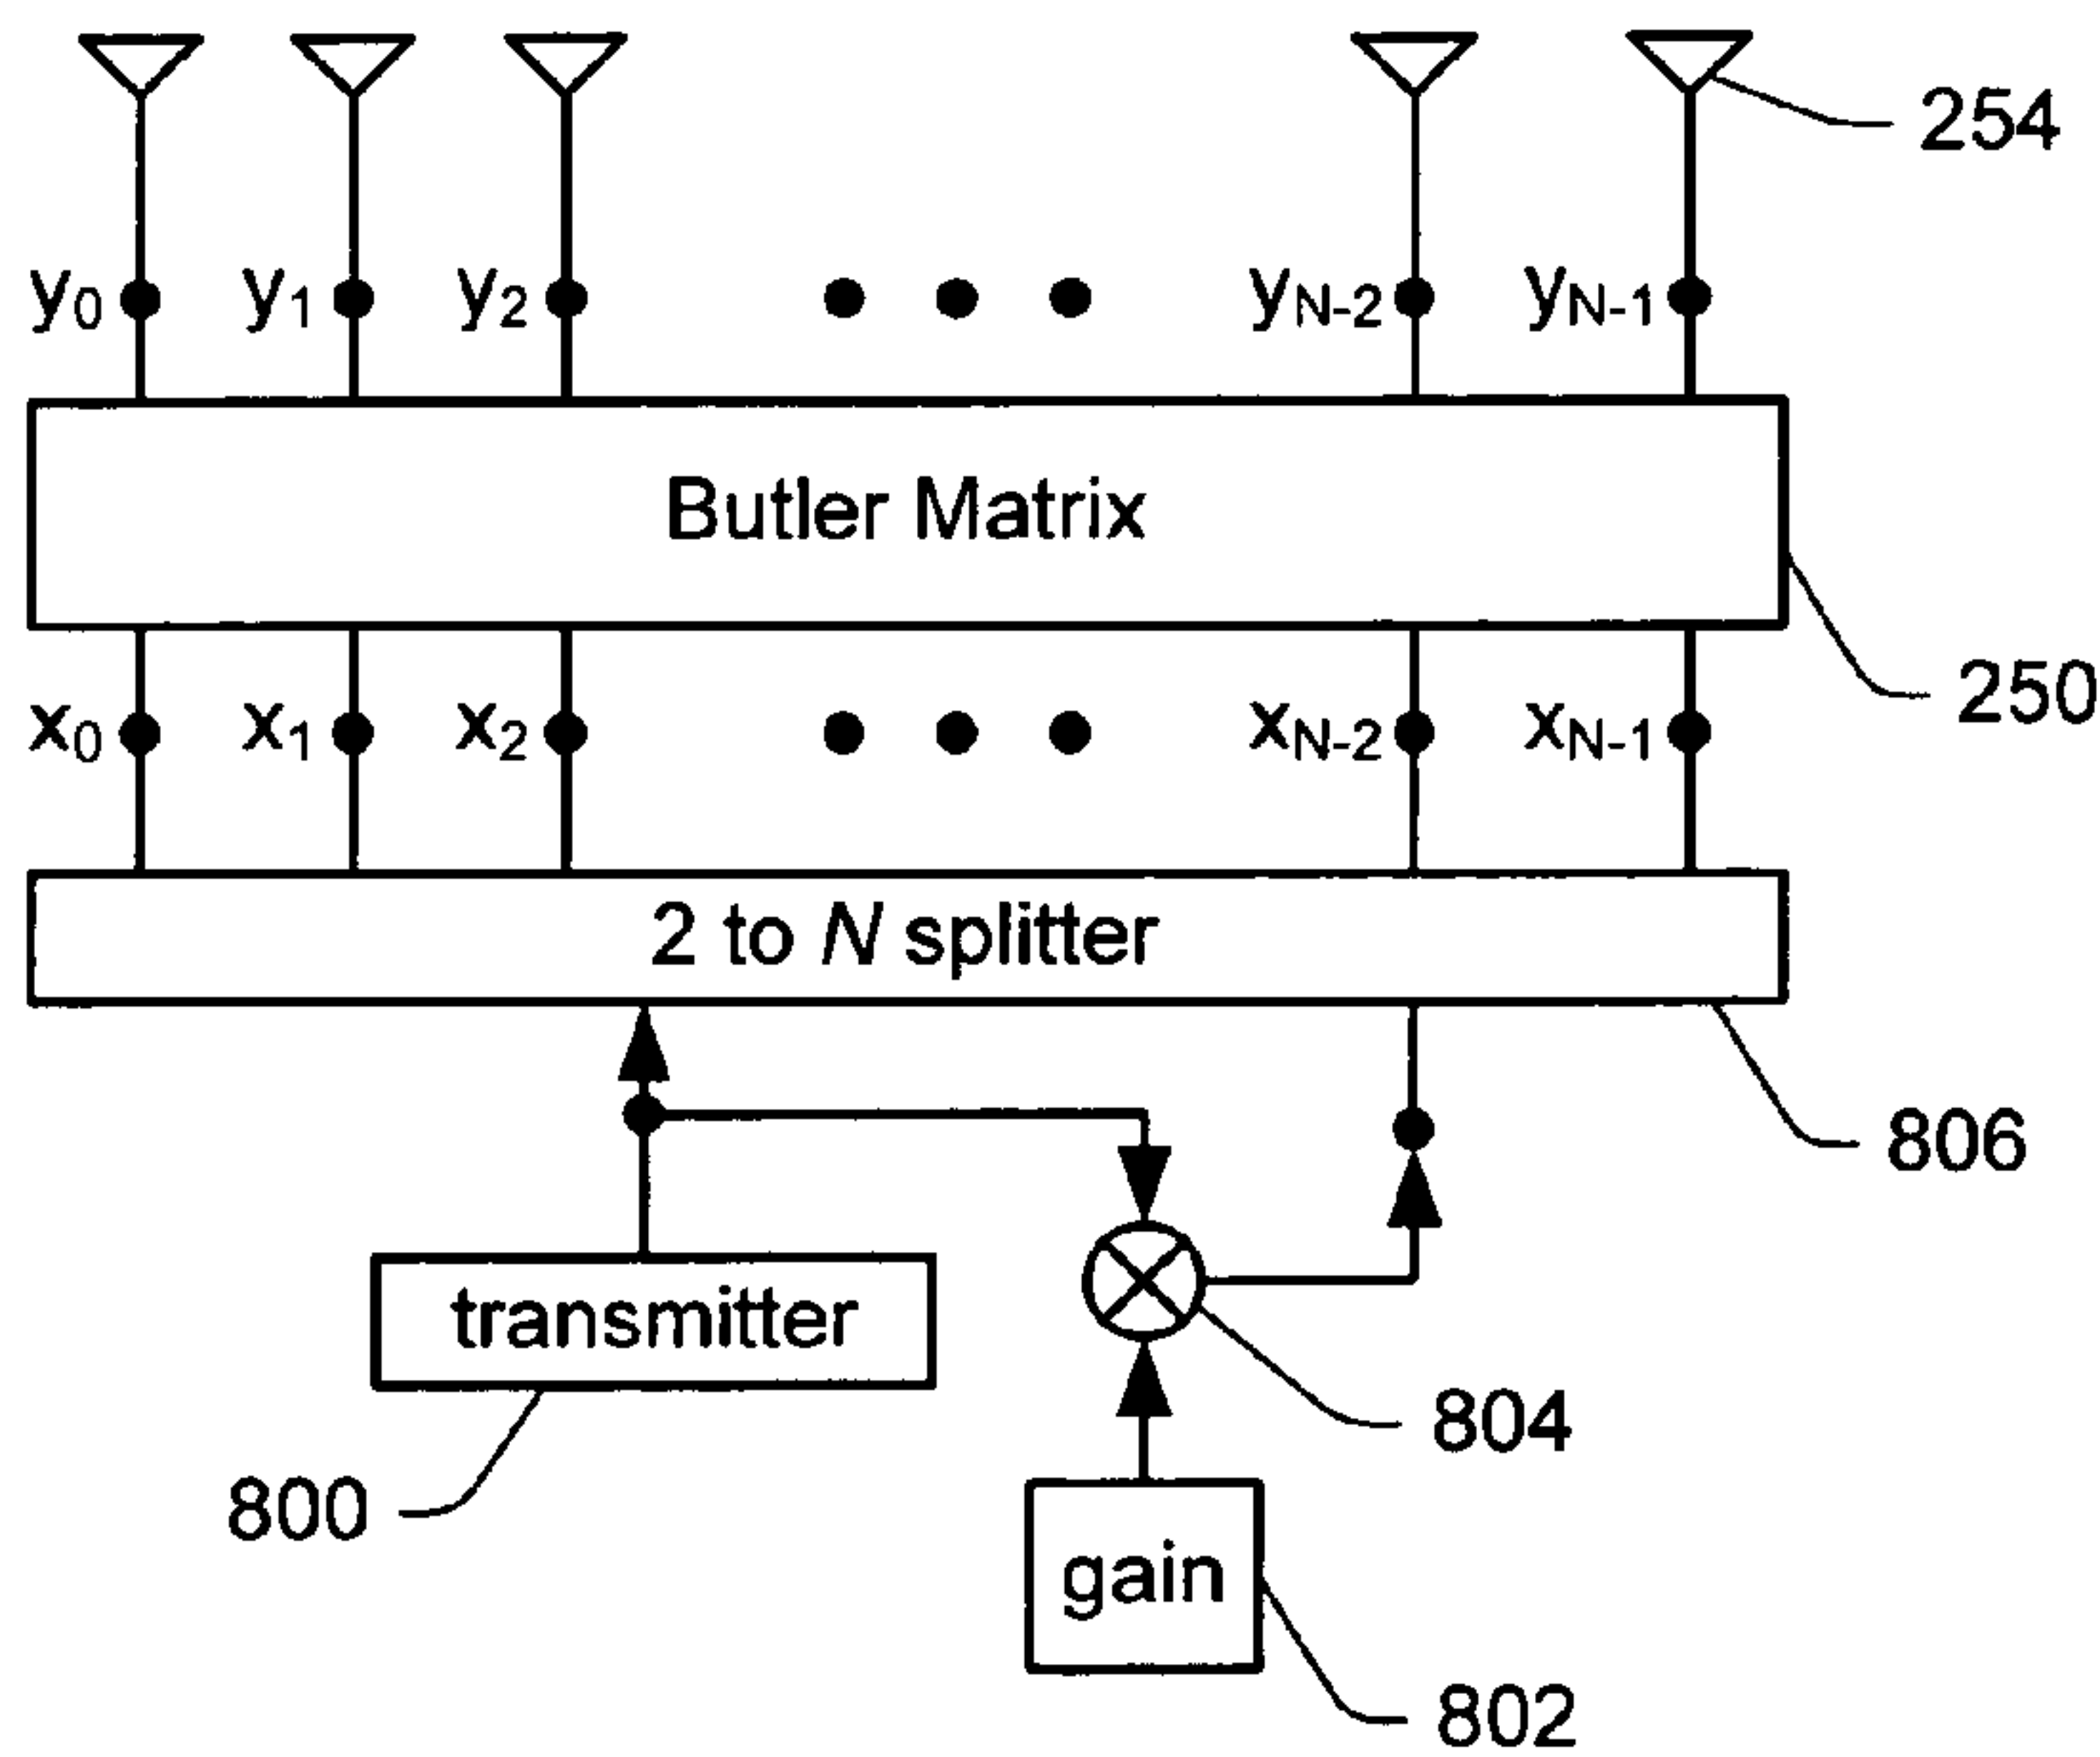 254
y0 y1 y2 yN-2 yN-1
Butler Matrix
250
x0 x1 x2 xN-2 xN-1
2 to N splitter
806
transmitter
804
800
gain
802